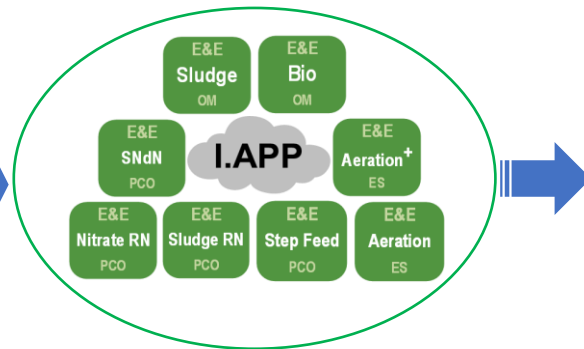 E&E
Sludge
OM
E&E
Bio
OM
E&E
SNdN
PCO
I.APP
E&E
Aeration+
ES
E&E
Nitrate RN
PCO
E&E
Sludge RN
PCO
E&E
Step Feed
PCO
E&E
Aeration
ES